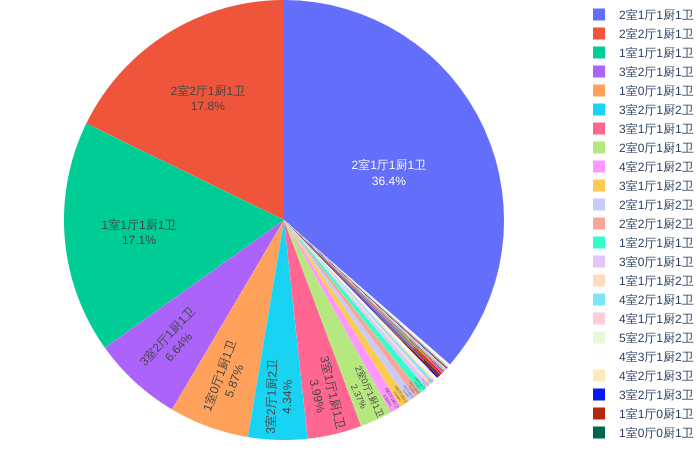 2室1厅1厨1卫
36.4%
2室2厅1厨1卫
17.8%
1室1厅1厨1卫
17.1%
3室2厅1厨1卫
6.64%
1室0厅1厨1卫
5.87%
3室2厅1厨2卫
4.34%
3室1厅1厨1卫
3.99%
2室0厅1厨1卫
2.37%
2室1厅1厨1卫
2室2厅1厨1卫
1室1厅1厨1卫
3室2厅1厨1卫
1室0厅1厨1卫
3室2厅1厨2卫
3室1厅1厨1卫
2室0厅1厨1卫
4室2厅1厨2卫
3室1厅1厨2卫
2室1厅1厨2卫
2室2厅1厨2卫
1室2厅1厨1卫
3室0厅1厨1卫
1室1厅1厨2卫
4室2厅1厨1卫
4室1厅1厨2卫
5室2厅1厨2卫
4室3厅1厨2卫
4室2厅1厨3卫
3室2厅1厨3卫
1室1厅0厨1卫
1室0厅0厨1卫